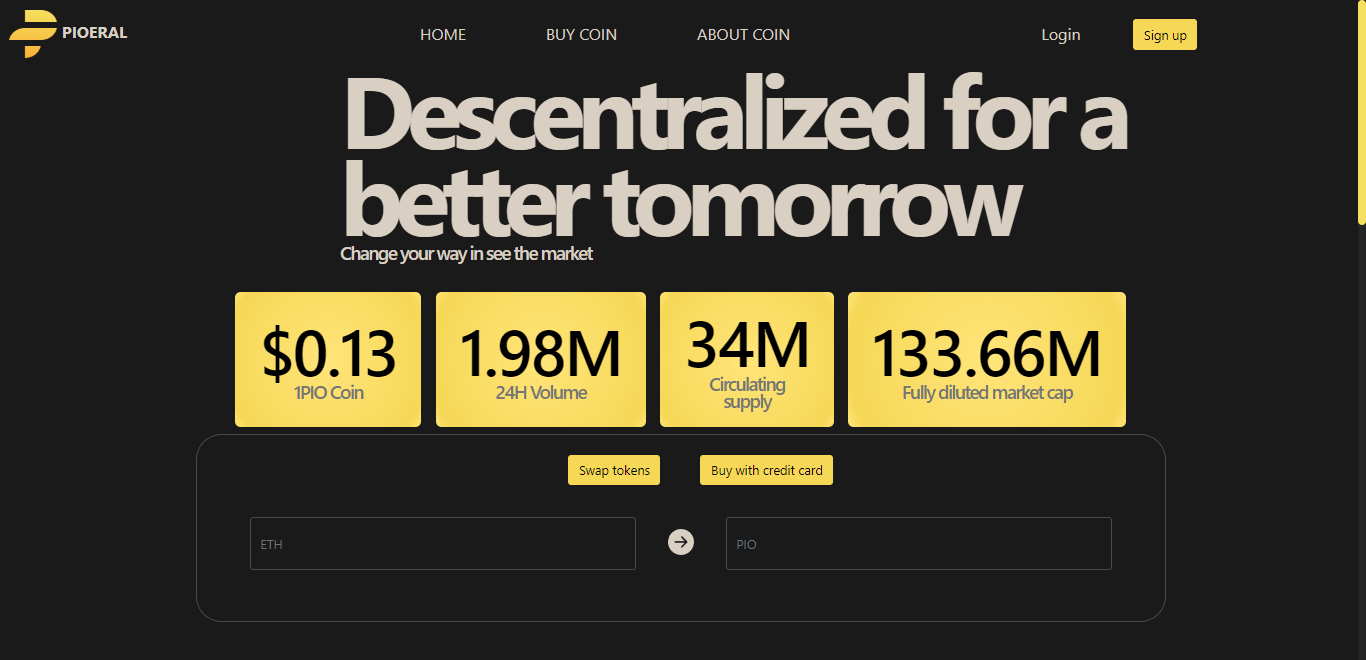 PIOERAL
HOME
BUY COIN
ABOUT COIN
Login
Sign up
Descentralized for a
better tomorrow
Change your way in see the market
$0.13
1PIO Coin
1.98M
24H Volume
34M
Circulating
supply
133.66M
Fully diluted market cap
Swap tokens
Buy with credit card
ETH
PIO